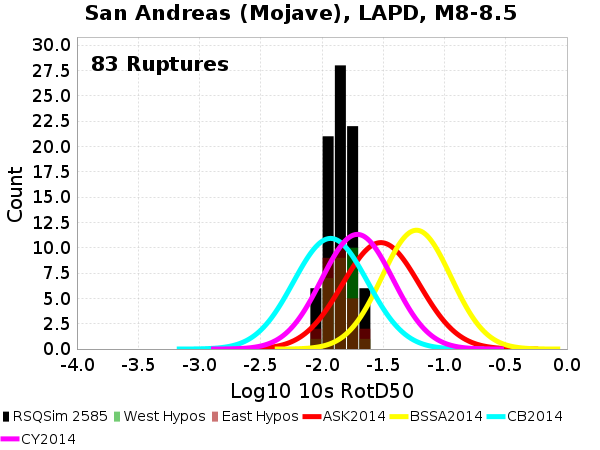 San Andreas (Mojave), LAPD, M8-8.5
83 Ruptures
Count
30.0
27.5
25.0
22.5
20.0
17.5
15.0
12.5
10.0
7.5
5.0
2.5
0.0
-4.0 -3.5 -3.0 -2.5 -2.0 -1.5 -1.0 -0.5 0.0
Log10 10s RotD50
RSQSim 2585 West Hypos East Hypos ASK2014 BSSA2014 CB2014
CY2014